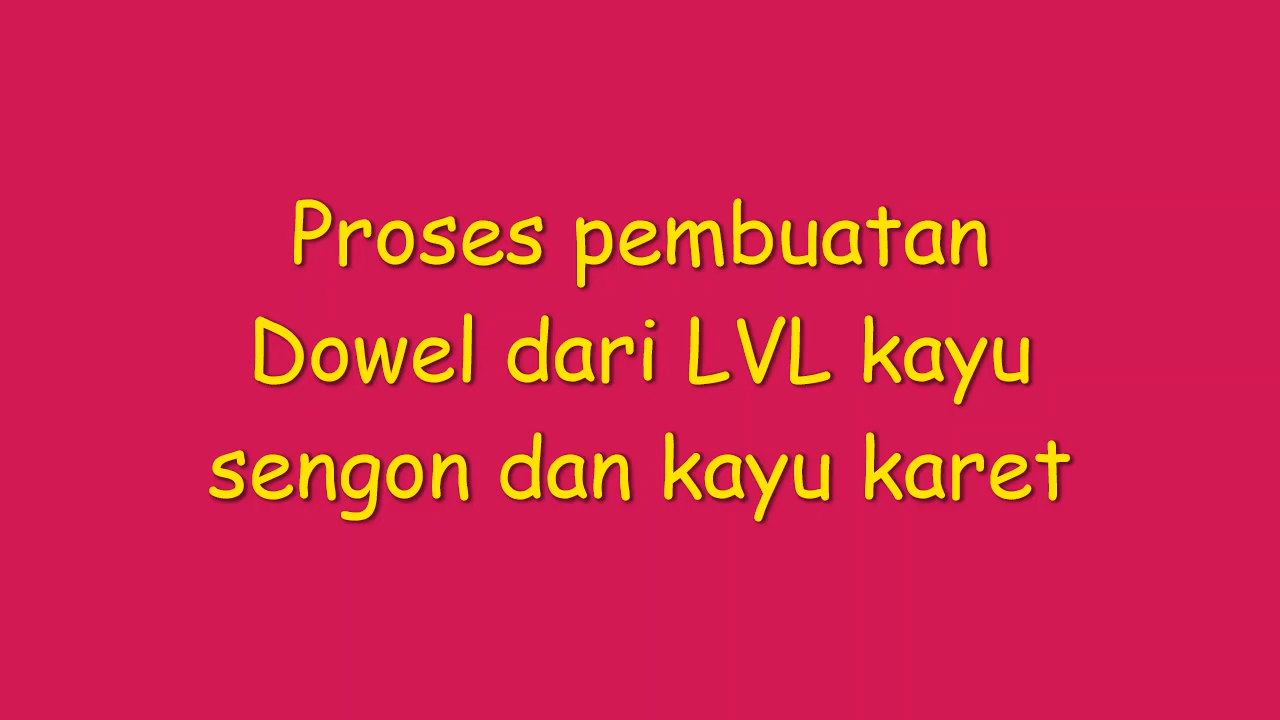 Proses pembuatan
Dowel dari LVL kayu
sengon dan kayu karet